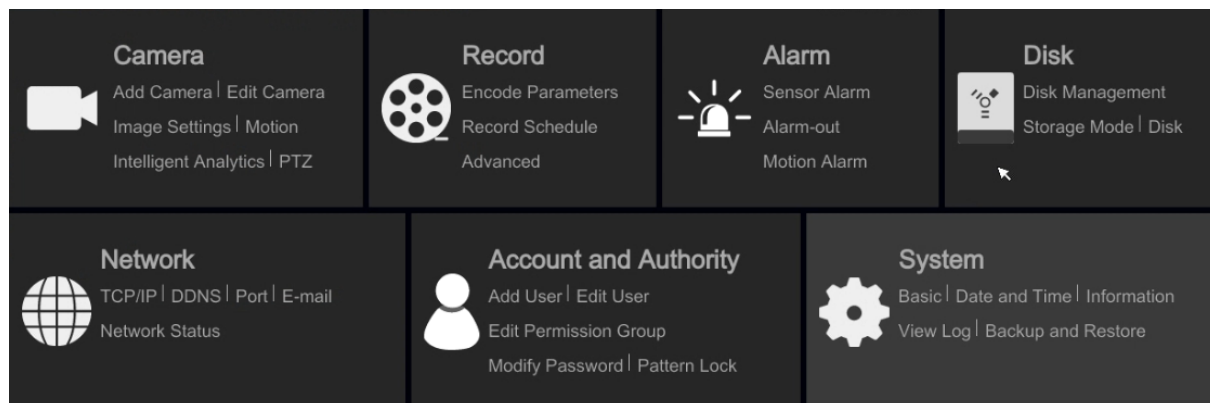 Camera
Add Camera | Edit Camera
Image Settings | Motion
Intelligent Analytics | PTZ
Record
Encode Parameters
Record Schedule
Advanced
Alarm
Sensor Alarm
Alarm-out
Motion Alarm
Disk
Disk Management
Storage Mode | Disk
Network
TCP/IP | DDNS | Port | E-mail
Network Status
Account and Authority
Add User | Edit User
Edit Permission Group
Modify Password | Pattern Lock
System
Basic | Date and Time | Information
View Log | Backup and Restore